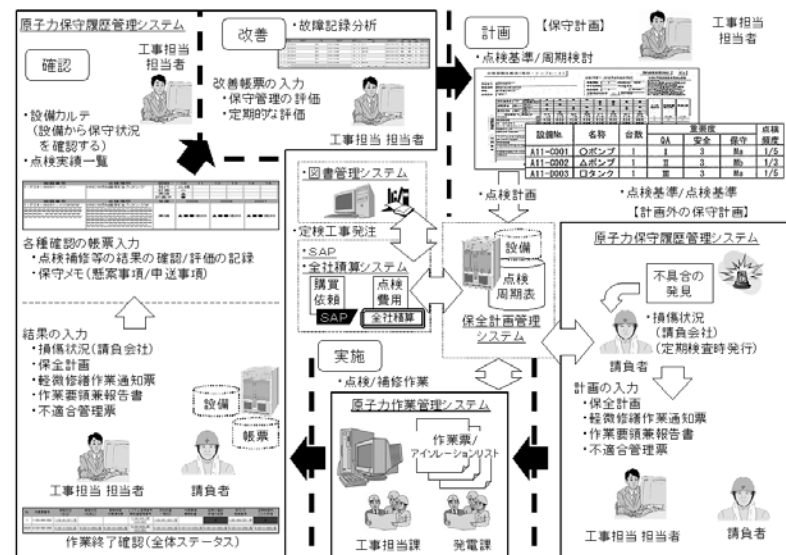 原子力保守履歴管理システム
確認
工事担当
担当者
・設備カルテ
(設備から保守状況
を確認する)
・点検実績一覧
各種確認の帳票入力
・点検補修等の結果の確認/評価の記録
・保守メモ(懸案事項/申送事項)
結果の入力
・損傷状況(請負会社)
・保全計画
・軽微修繕作業通知票
・作業要領兼報告書
・不適合管理票
設備
帳票
工事担当 担当者
請負者
作業終了確認(全体ステータス)
改善
・故障記録分析
改善帳票の入力
・保守管理の評価
・定期的な評価
工事担当 担当者
・図書管理システム
・定検工事発注
・SAP
・全社積算システム
購買
依頼
SAP
点検
費用
全社積算
設備
点検
周期表
保全計画管理
システム
実施
・点検/補修作業
原子力作業管理システム
作業票/
アイソレーションリスト
工事担当課
発電課
計画
【保守計画】
工事担当
担当者
・点検基準/周期検討
設備No. 名称 台数 重要度 点検
頻度
QA 安全 保守
A11-C001 〇ポンプ 1 Ⅰ 3 Ma 1/5
A11-C002 △ポンプ 1 Ⅱ 3 Mb 1/2
A11-D003 ロタンク 1 Ⅲ 3 Ma 1/5
・点検計画
・点検基準/点検基準
【計画外の保守計画】
原子力保守履歴管理システム
不具合の
発見
・損傷状況
(請負会社)
(定期検査時発行)
請負者
計画の入力
・保全計画
・軽微修繕作業通知票
・作業要領兼報告書
・不適合管理票
工事担当 担当者
請負者